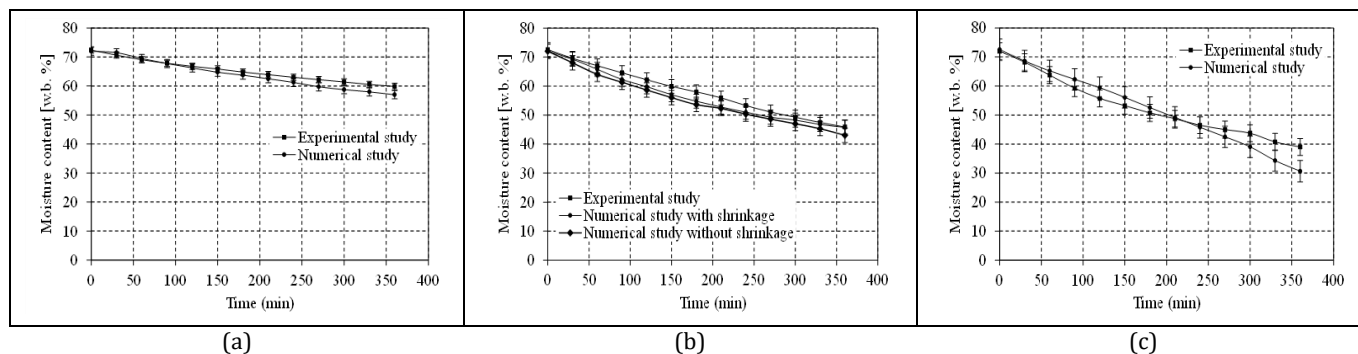 80
70
60
50
40
30
20
10
0
Moisture content [w.b. %]
Experimental study
Numerical study
0 50 100 150 200 250 300 350 400
Time (min)
(a)
80
70
60
50
40
30
20
10
0
Moisture content [w.b. %]
Experimental study
Numerical study with shrinkage
Numerical study without shrinkage
0 50 100 150 200 250 300 350 400
Time (min)
(b)
80
70
60
50
40
30
20
10
0
Moisture content [w.b. %]
Experimental study
Numerical study
0 50 100 150 200 250 300 350 400
Time (min)
(c)